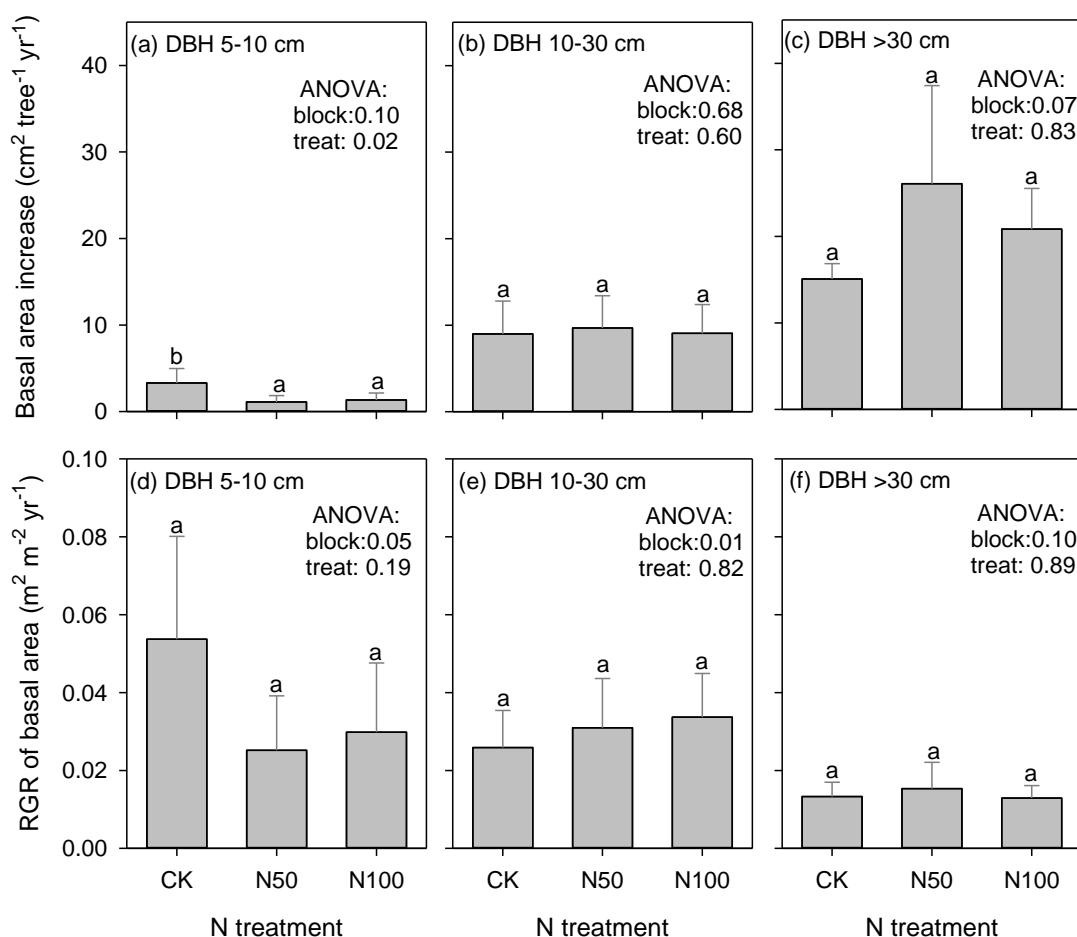 Basal area increase (cm² tree⁻¹ yr⁻¹)
40
30
20
10
0
(a) DBH 5-10 cm
ANOVA:
block:0.10
treat: 0.02
b
a
a
(b) DBH 10-30 cm
ANOVA:
block:0.68
treat: 0.60
a
a
a
(c) DBH >30 cm
ANOVA:
block:0.07
treat: 0.83
a
a
a
RGR of basal area (m² m⁻² yr⁻¹)
0.10
0.08
0.06
0.04
0.02
0.00
(d) DBH 5-10 cm
ANOVA:
block:0.05
treat: 0.19
a
a
a
(e) DBH 10-30 cm
ANOVA:
block:0.01
treat: 0.82
a
a
a
(f) DBH >30 cm
ANOVA:
block:0.10
treat: 0.89
a
a
a
CK N50 N100
CK N50 N100
CK N50 N100
N treatment
N treatment
N treatment